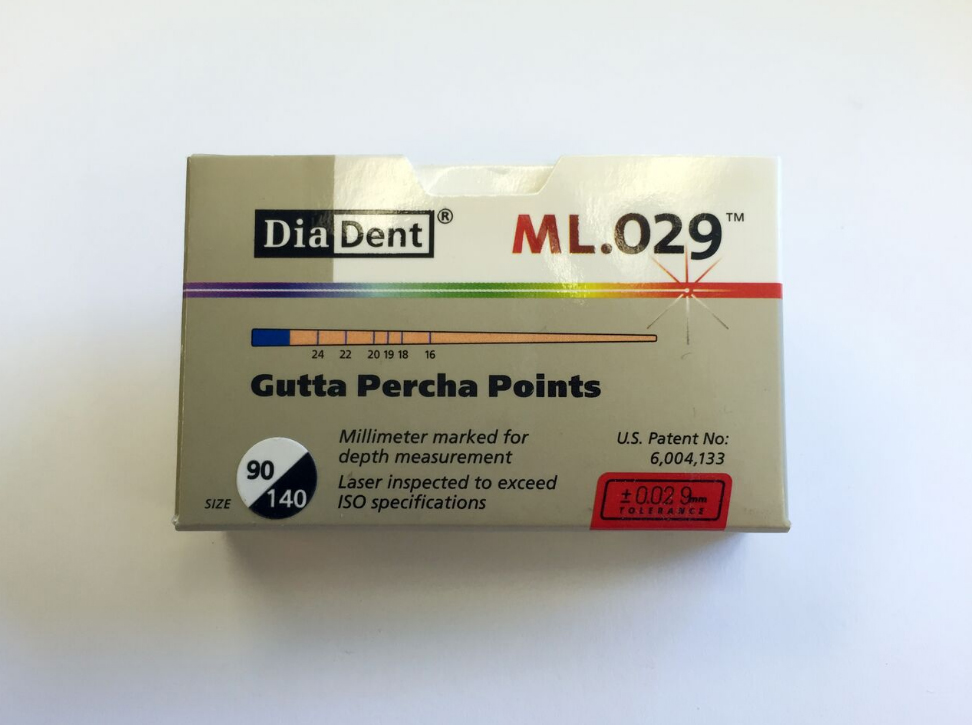 DiaDent®
ML.029™
24 22 20 19 18 16
Gutta Percha Points
Millimeter marked for
depth measurement
Laser inspected to exceed
ISO specifications
U.S. Patent No:
6,004,133
SIZE
90
140
±0.029mm
TOLERANCE